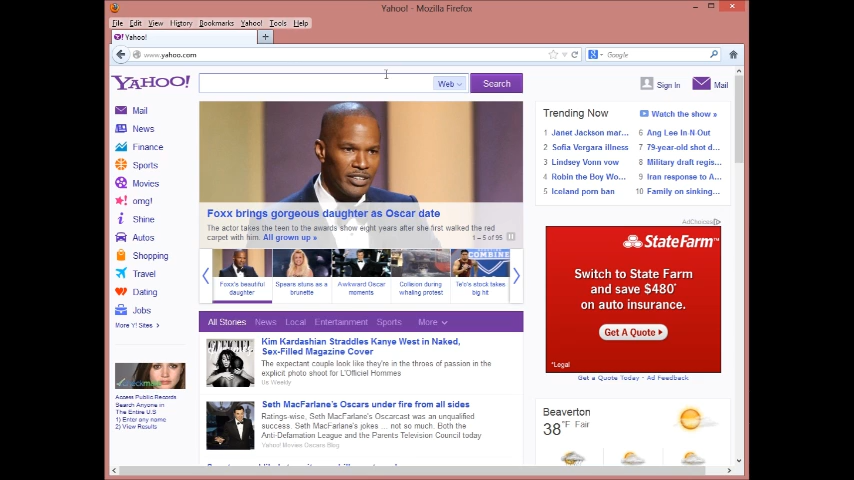 Yahoo! - Mozilla Firefox
File Edit View History Bookmarks Yahoo! Tools Help
Y! Yahoo!
www.yahoo.com
Google
YAHOO!
Web
Search
Sign In
Mail
Mail
News
Finance
Sports
Movies
omg!
Shine
Autos
Shopping
Travel
Dating
Jobs
More Y! Sites
Access Public Records
Search Anyone in
The Entire U.S
1) Enter any name
2) View Results
Foxx brings gorgeous daughter as Oscar date
The actor takes the teen to the awards show eight years after she first walked the red
carpet with him. All grown up »
1 – 5 of 95
Foxx's beautiful
daughter
Spears stuns as a
brunette
Awkward Oscar
moments
Collision during
whaling protest
Te'o's stock takes
big hit
COMBINE
All Stories News Local Entertainment Sports More
Kim Kardashian Straddles Kanye West in Naked,
Sex-Filled Magazine Cover
The expectant couple look like they're in the throes of passion in the
explicit photo shoot for L'Officiel Hommes
Us Weekly
Seth MacFarlane's Oscars under fire from all sides
Ratings-wise, Seth MacFarlane's Oscarcast was an unqualified
success. Seth MacFarlane's jokes ... not so much. Both the
Anti-Defamation League and the Parents Television Council today
Yahoo! Movies Oscars Blog
Trending Now
Watch the show »
1 Janet Jackson mar...
2 Sofia Vergara illness
3 Lindsey Vonn vow
4 Robin the Boy Wo...
5 Iceland porn ban
6 Ang Lee In-N-Out
7 79-year-old shot d...
8 Military draft regis...
9 Iran response to A...
10 Family on sinking...
AdChoices
StateFarm™
Switch to State Farm
and save $480*
on auto insurance.
Get A Quote
*Legal
Get a Quote Today - Ad Feedback
Beaverton
38°F Fair